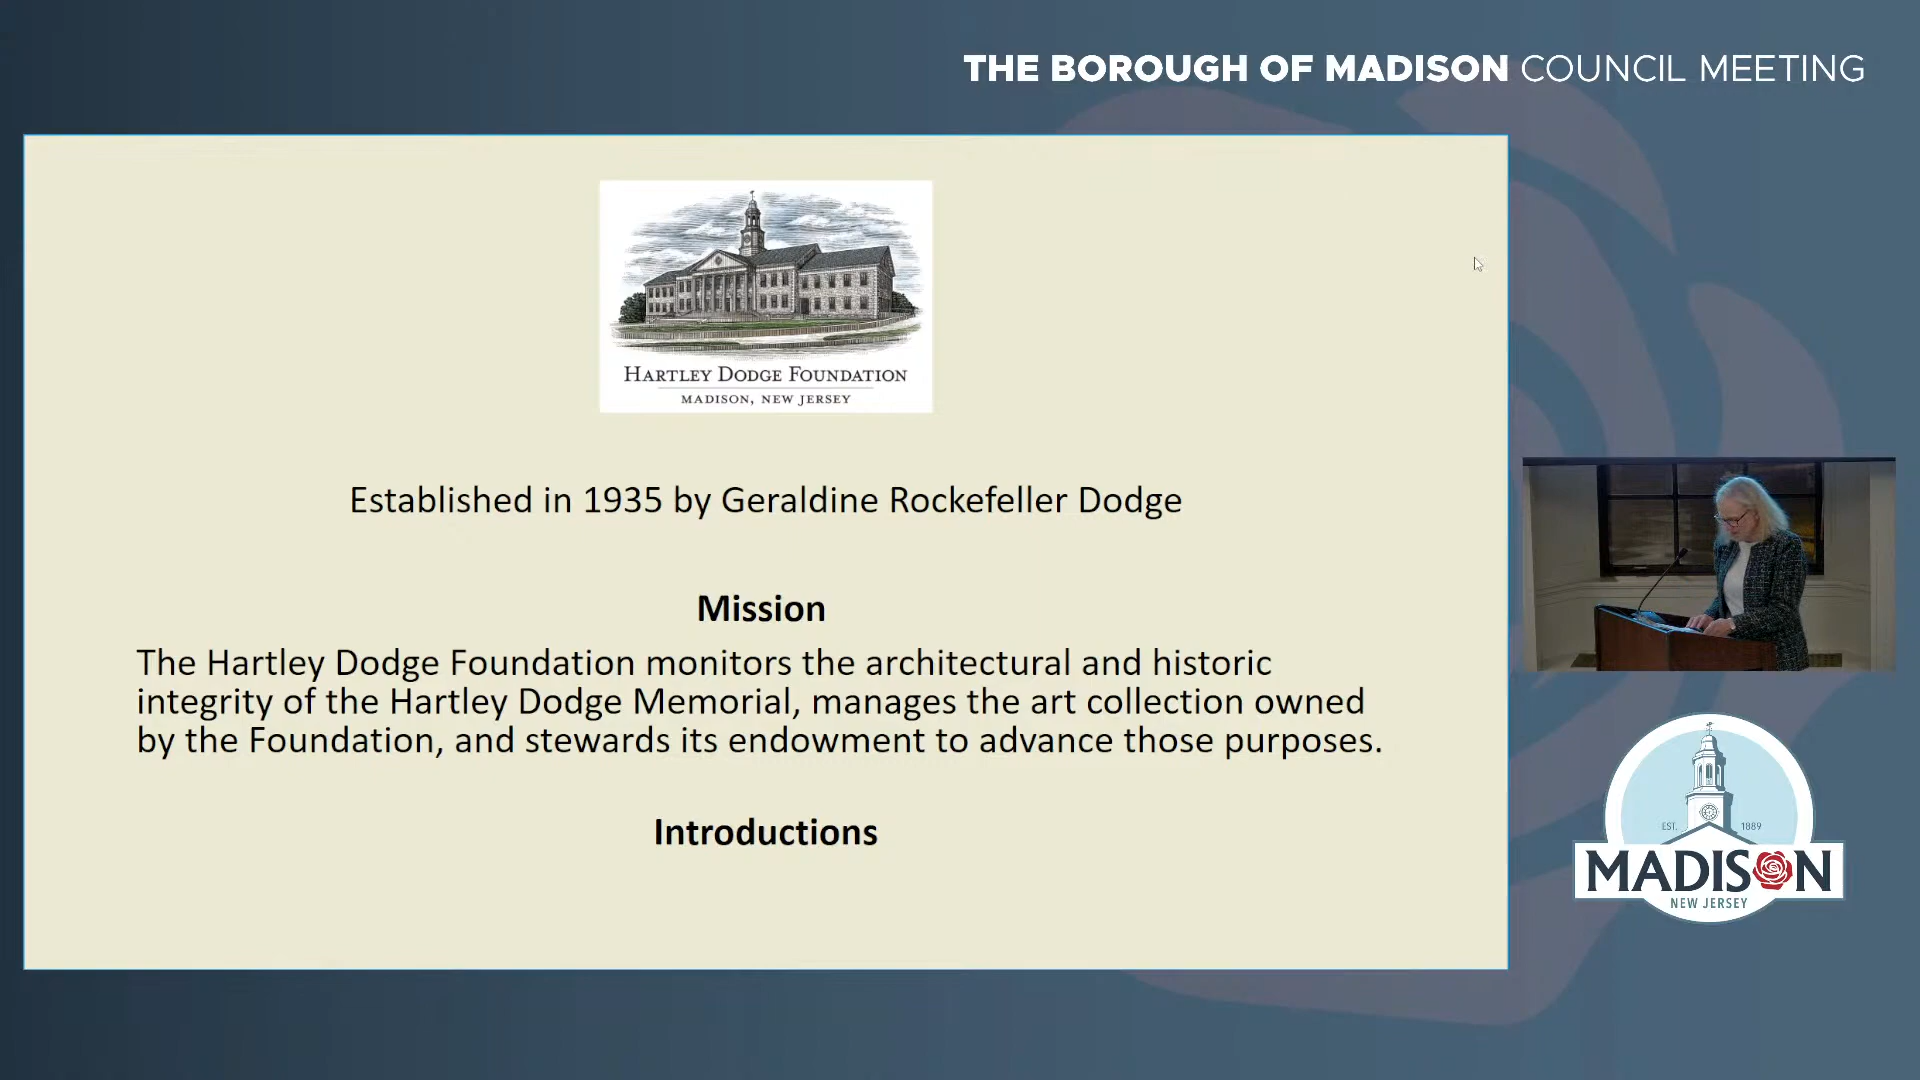 THE BOROUGH OF MADISON COUNCIL MEETING
HARTLEY DODGE FOUNDATION
MADISON, NEW JERSEY
Established in 1935 by Geraldine Rockefeller Dodge
Mission
The Hartley Dodge Foundation monitors the architectural and historic
integrity of the Hartley Dodge Memorial, manages the art collection owned
by the Foundation, and stewards its endowment to advance those purposes.
Introductions
EST. 1889
MADISON
NEW JERSEY